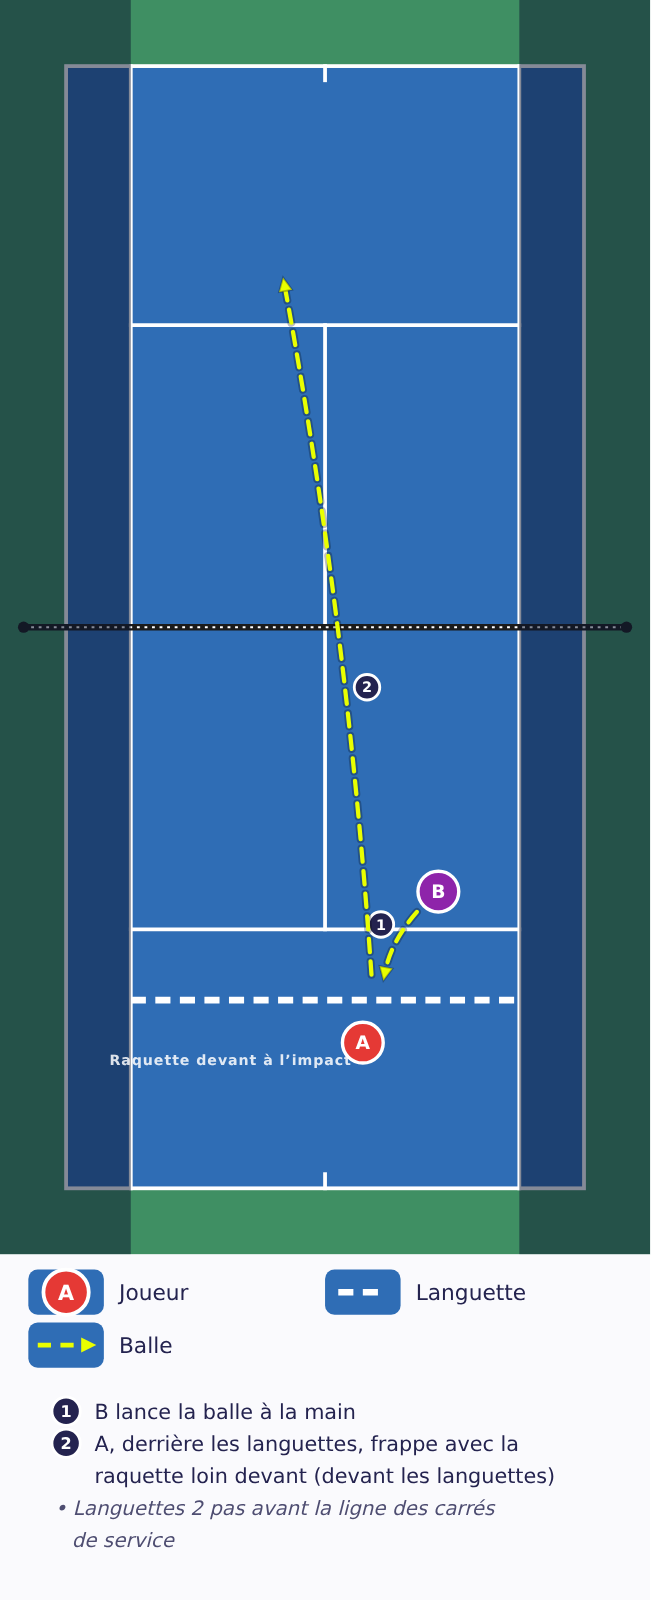 2
B
1
A
Raquette devant à l’impact
A Joueur
Languette
Balle
1 B lance la balle à la main
2 A, derrière les languettes, frappe avec la
raquette loin devant (devant les languettes)
• Languettes 2 pas avant la ligne des carrés
de service